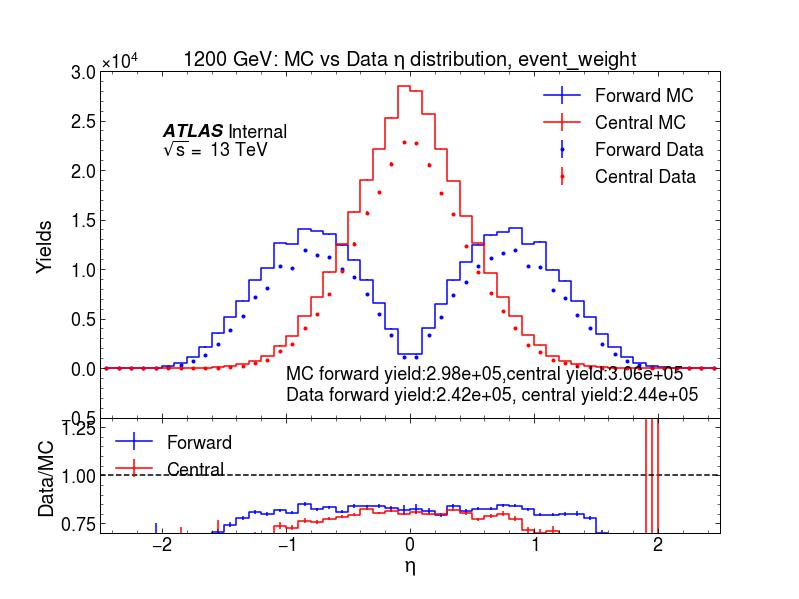 1200 GeV: MC vs Data η distribution, event_weight
×10⁴
3.0
2.5
2.0
1.5
1.0
0.5
0.0
0.5
Yields
ATLAS Internal
√s = 13 TeV
Forward MC
Central MC
Forward Data
Central Data
MC forward yield:2.98e+05,central yield:3.06e+05
Data forward yield:2.42e+05, central yield:2.44e+05
1.25
1.00
0.75
Data/MC
Forward
Central
−2 −1 0 1 2
η